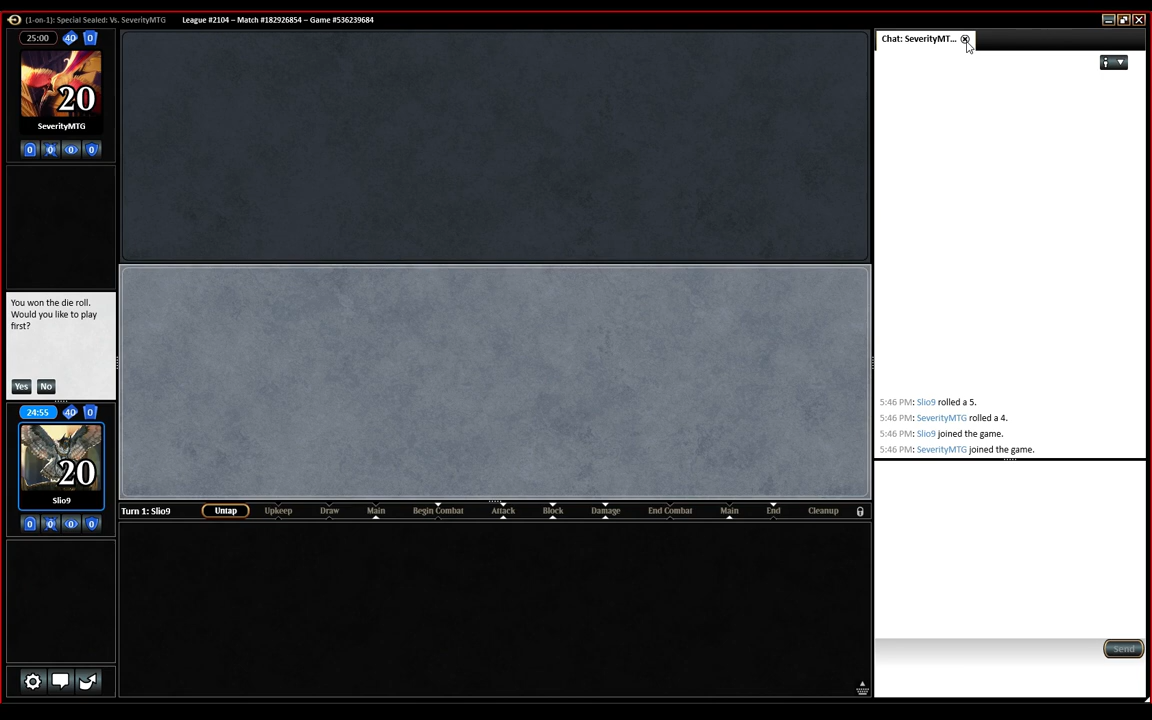 (1-on-1): Special Sealed: Vs. SeverityMTG League #2104 – Match #182926854 – Game #536239684
25:00 40 0
20
SeverityMTG
0 0 0 0
You won the die roll.
Would you like to play
first?
Yes No
24:55 40 0
20
Slio9
0 0 0 0
Turn 1: Slio9 Untap Upkeep Draw Main Begin Combat Attack Block Damage End Combat Main End Cleanup
Chat: SeverityMT...
5:46 PM: Slio9 rolled a 5.
5:46 PM: SeverityMTG rolled a 4.
5:46 PM: Slio9 joined the game.
5:46 PM: SeverityMTG joined the game.
Send